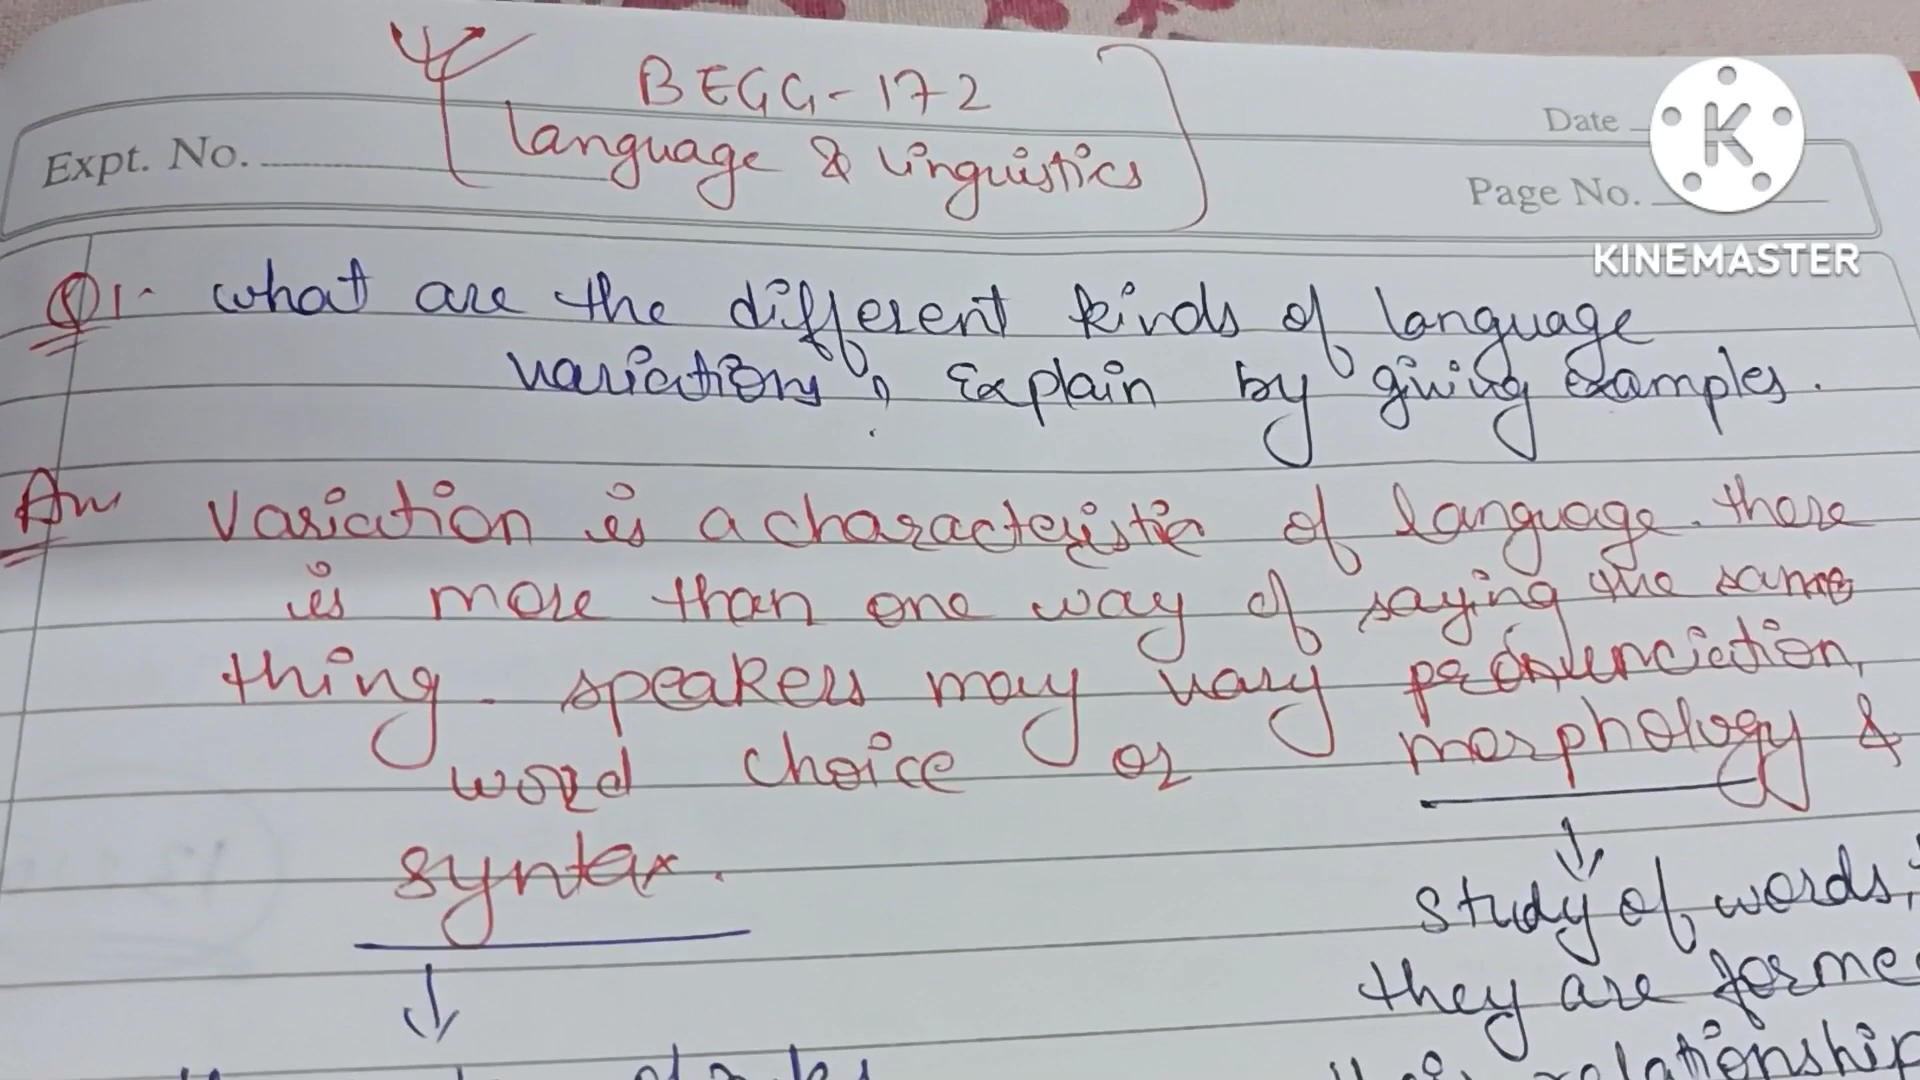 BEGG-172
language & linguistics
Expt. No.
Date
Page No.
K
KINEMASTER
Q1- what are the different kinds of language
variations, Explain by giving examples.
Ans Variation is a characteristic of language. there
is more than one way of saying the same
thing. speakers may vary pronunciation,
word choice or morphology &
syntax.
study of words,
they are forme
relationship